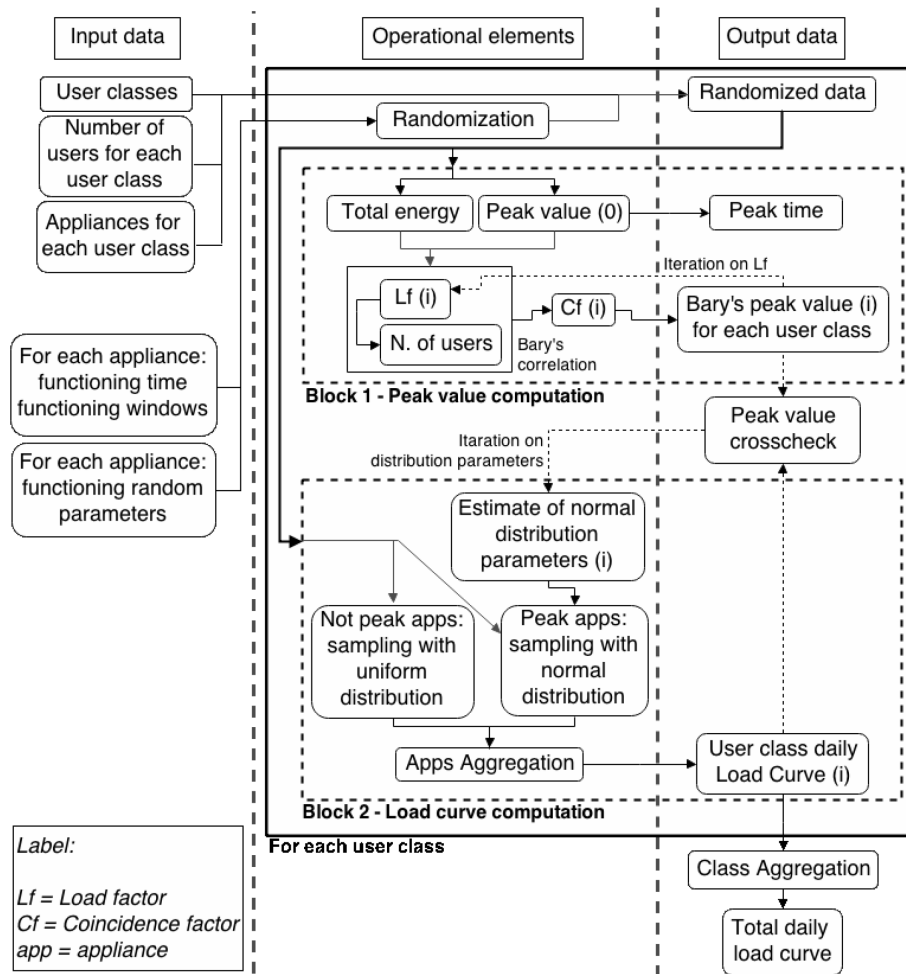 Input data
Operational elements
Output data
User classes
Randomized data
Number of
users for each
user class
Randomization
Appliances for
each user class
Total energy
Peak value (0)
Peak time
Iteration on Lf
Lf (i)
N. of users
Cf (i)
Bary's peak value (i)
for each user class
Bary's
correlation
Block 1 - Peak value computation
For each appliance:
functioning time
functioning windows
Peak value
crosscheck
Itaration on
distribution parameters
For each appliance:
functioning random
parameters
Estimate of normal
distribution
parameters (i)
Not peak apps:
sampling with
uniform
distribution
Peak apps:
sampling with
normal
distribution
Apps Aggregation
User class daily
Load Curve (i)
Block 2 - Load curve computation
For each user class
Label:
Lf = Load factor
Cf = Coincidence factor
app = appliance
Class Aggregation
Total daily
load curve